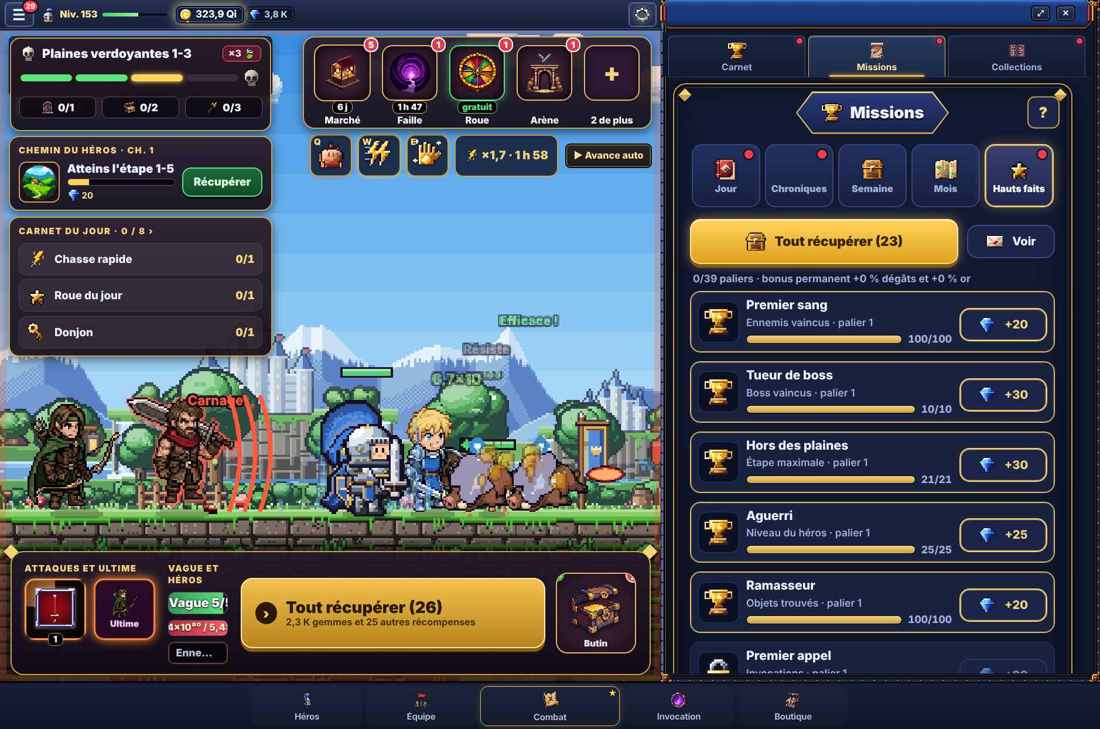 29
Niv. 153
323,9 Qi
3,8 K
Plaines verdoyantes 1-3
×3
0/1
0/2
0/3
CHEMIN DU HÉROS · CH. 1
Atteins l'étape 1-5
20
Récupérer
CARNET DU JOUR · 0 / 8 ›
Chasse rapide
0/1
Roue du jour
0/1
Donjon
0/1
5
1
1
1
6 j
1 h 47
gratuit
Marché
Faille
Roue
Arène
2 de plus
Q
W
E
×1,7 · 1 h 58
Avance auto
Efficace !
Résiste
Carnage
ATTAQUES ET ULTIME
1
Ultime
VAGUE ET
HÉROS
Vague 5/
Enne...
Tout récupérer (26)
2,3 K gemmes et 25 autres récompenses
Butin
Carnet
Missions
Collections
Missions
?
Jour
Chroniques
Semaine
Mois
Hauts faits
Tout récupérer (23)
Voir
0/39 paliers · bonus permanent +0 % dégâts et +0 % or
Premier sang
Ennemis vaincus · palier 1
100/100
+20
Tueur de boss
Boss vaincus · palier 1
10/10
+30
Hors des plaines
Étape maximale · palier 1
21/21
+30
Aguerri
Niveau du héros · palier 1
25/25
+25
Ramasseur
Objets trouvés · palier 1
100/100
+20
Premier appel
Invocations · palier 1
Héros
Équipe
Combat
Invocation
Boutique